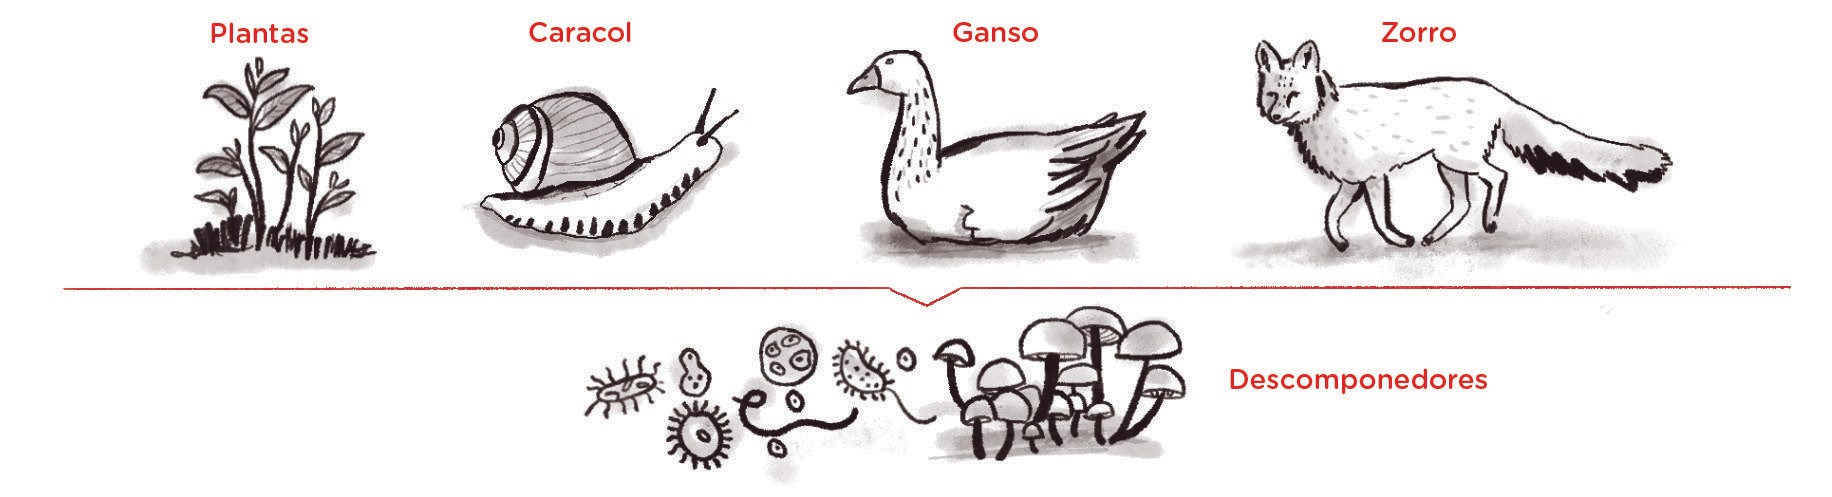 Plantas
Caracol
Ganso
Zorro
Descomponedores